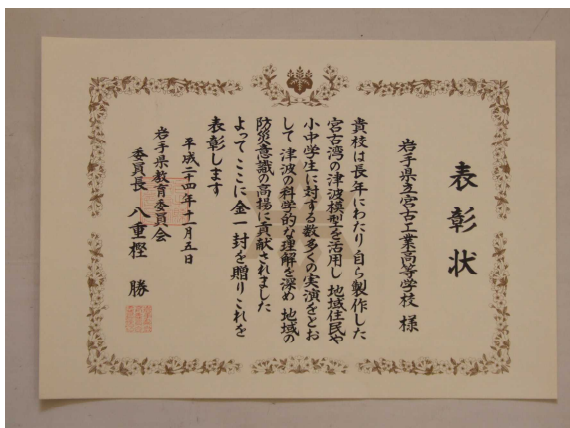 表彰状
岩手県立宮古工業高等学校 様
貴校は長年にわたり自ら製作した
宮古湾の津波模型を活用し 地域住民や
小中学生に対する数多くの実演をとお
して 津波の科学的な理解を深め 地域の
防災意識の高揚に貢献されました
よってここに金一封を贈りこれを
表彰します
平成二十四年十一月五日
岩手県教育委員会
委員長 八重樫 勝